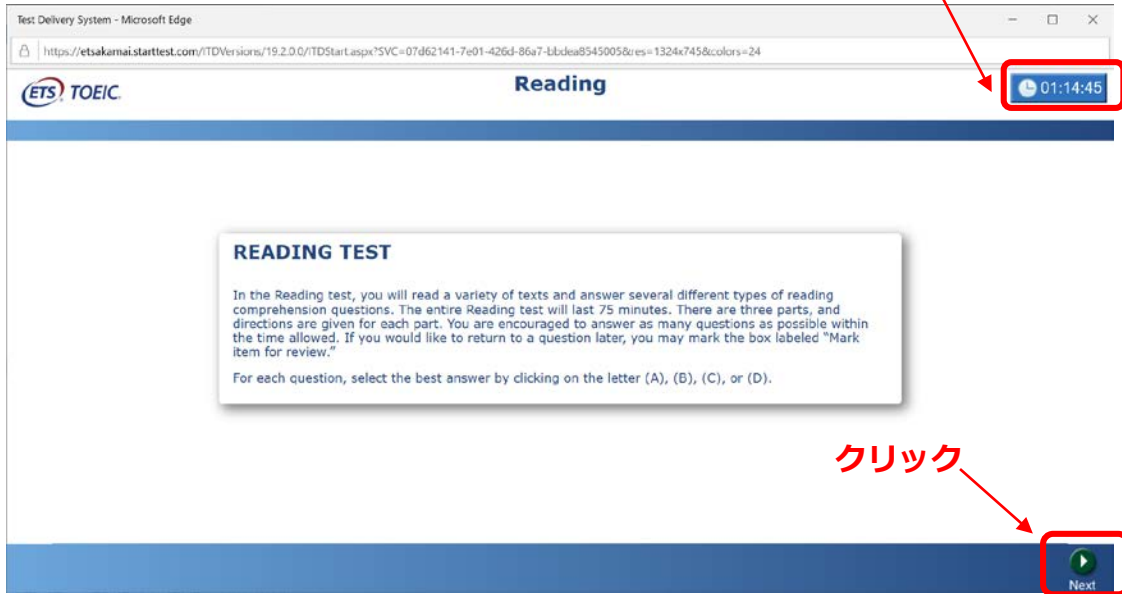 Test Delivery System - Microsoft Edge
https://etsakamai.starttest.com/ITDVersions/19.2.0.0/ITDStart.aspx?SVC=07d62141-7e01-426d-86a7-bbdea8545005&res=1324x745&colors=24
ETS TOEIC.
Reading
01:14:45
READING TEST
In the Reading test, you will read a variety of texts and answer several different types of reading
comprehension questions. The entire Reading test will last 75 minutes. There are three parts, and
directions are given for each part. You are encouraged to answer as many questions as possible within
the time allowed. If you would like to return to a question later, you may mark the box labeled "Mark
item for review."
For each question, select the best answer by clicking on the letter (A), (B), (C), or (D).
クリック
Next